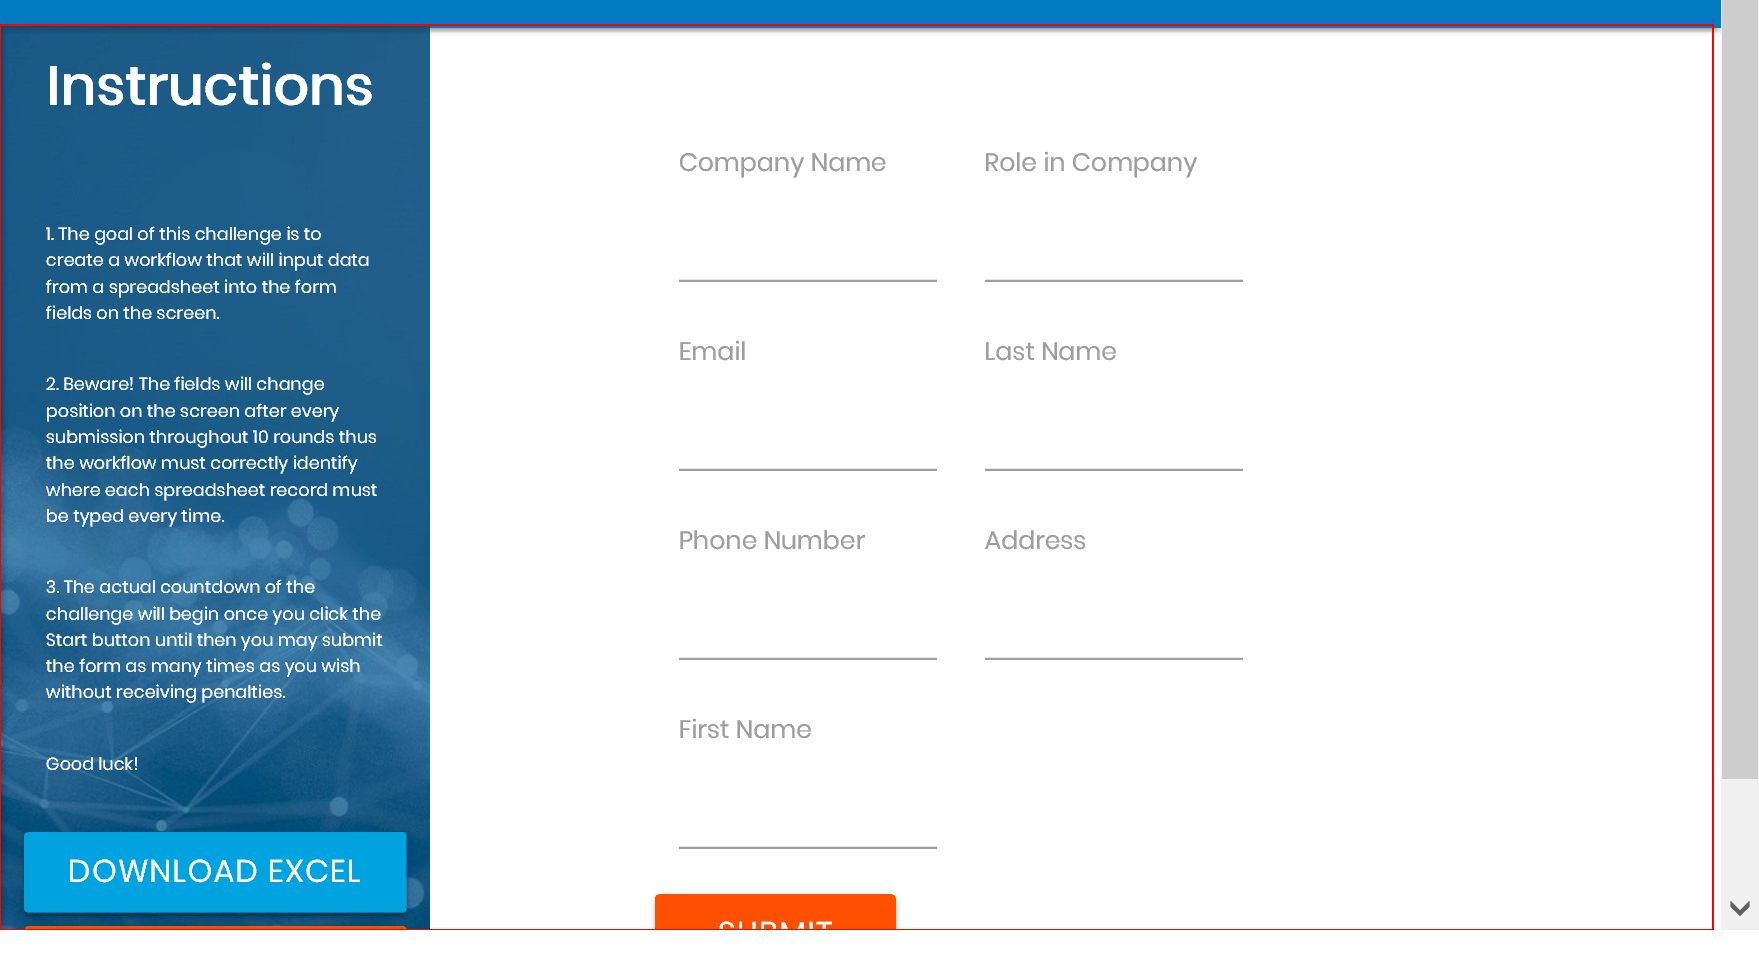 Instructions
1. The goal of this challenge is to
create a workflow that will input data
from a spreadsheet into the form
fields on the screen.
2. Beware! The fields will change
position on the screen after every
submission throughout 10 rounds thus
the workflow must correctly identify
where each spreadsheet record must
be typed every time.
3. The actual countdown of the
challenge will begin once you click the
Start button until then you may submit
the form as many times as you wish
without receiving penalties.
Good luck!
DOWNLOAD EXCEL
Company Name
Role in Company
Email
Last Name
Phone Number
Address
First Name
SUBMIT